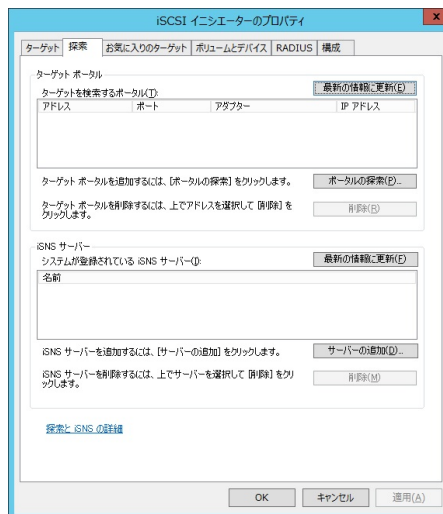 iSCSI イニシエーターのプロパティ
x
ターゲット 探索 お気に入りのターゲット ボリュームとデバイス RADIUS 構成
ターゲット ポータル
最新の情報に更新(E)
ターゲットを検索するポータル(T):
アドレス ポート アダプター IP アドレス
ターゲット ポータルを追加するには、[ポータルの探索] をクリックします。
ポータルの探索(P)...
ターゲット ポータルを削除するには、上でアドレスを選択して [削除] を
クリックします。
削除(R)
iSNS サーバー
最新の情報に更新(F)
システムが登録されている iSNS サーバー(I):
名前
iSNS サーバーを追加するには、[サーバーの追加] をクリックします。
サーバーの追加(D)...
iSNS サーバーを削除するには、上でサーバーを選択して [削除] をクリ
ックします。
削除(M)
探索と iSNS の詳細
OK キャンセル 適用(A)